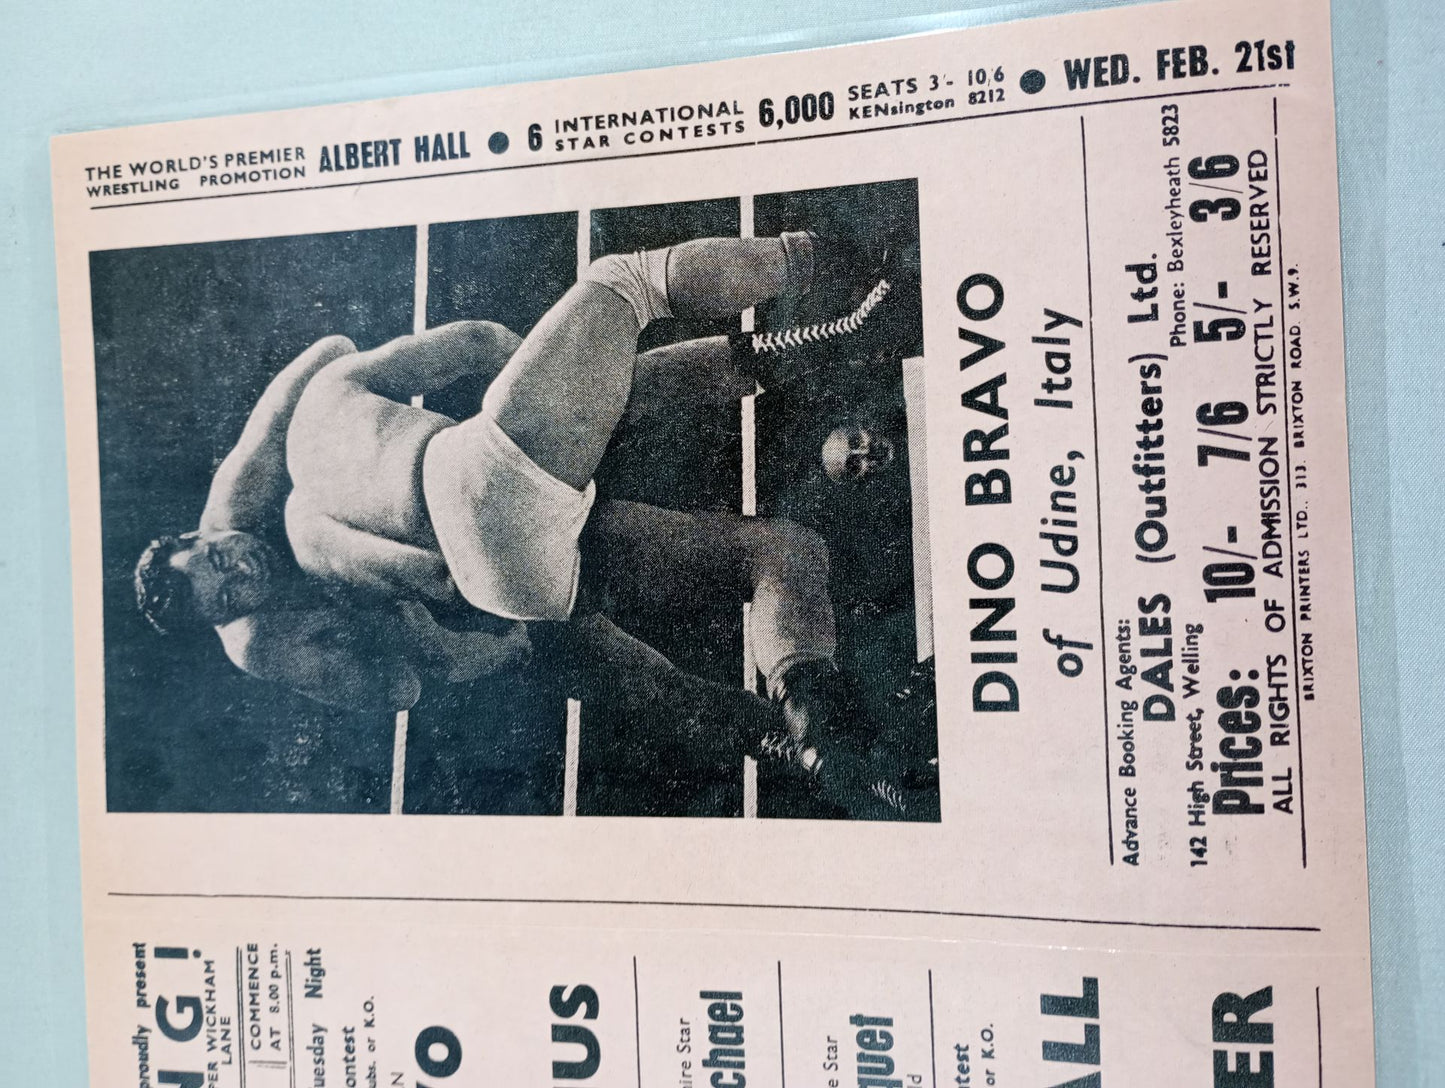 THE WORLD'S PREMIER
WRESTLING PROMOTION
ALBERT HALL ● 6
INTERNATIONAL
STAR CONTESTS
6,000
SEATS 3'- 10/6
KENsington 8212
● WED. FEB. 21st
proudly present
N G !
PER WICKHAM
LANE
COMMENCE
AT 8.00 p.m.
uesday Night
ontest
ubs. or K.O.
N
VO
US
ire Star
chael
e Star
quet
ld
test
or K.O.
ALL
ER
DINO BRAVO
of Udine, Italy
Advance Booking Agents:
DALES (Outfitters) Ltd.
142 High Street, Welling Phone: Bexleyheath 5823
Prices: 10/- 7/6 5/- 3/6
ALL RIGHTS OF ADMISSION STRICTLY RESERVED
BRIXTON PRINTERS LTD., 313, BRIXTON ROAD, S.W.9.